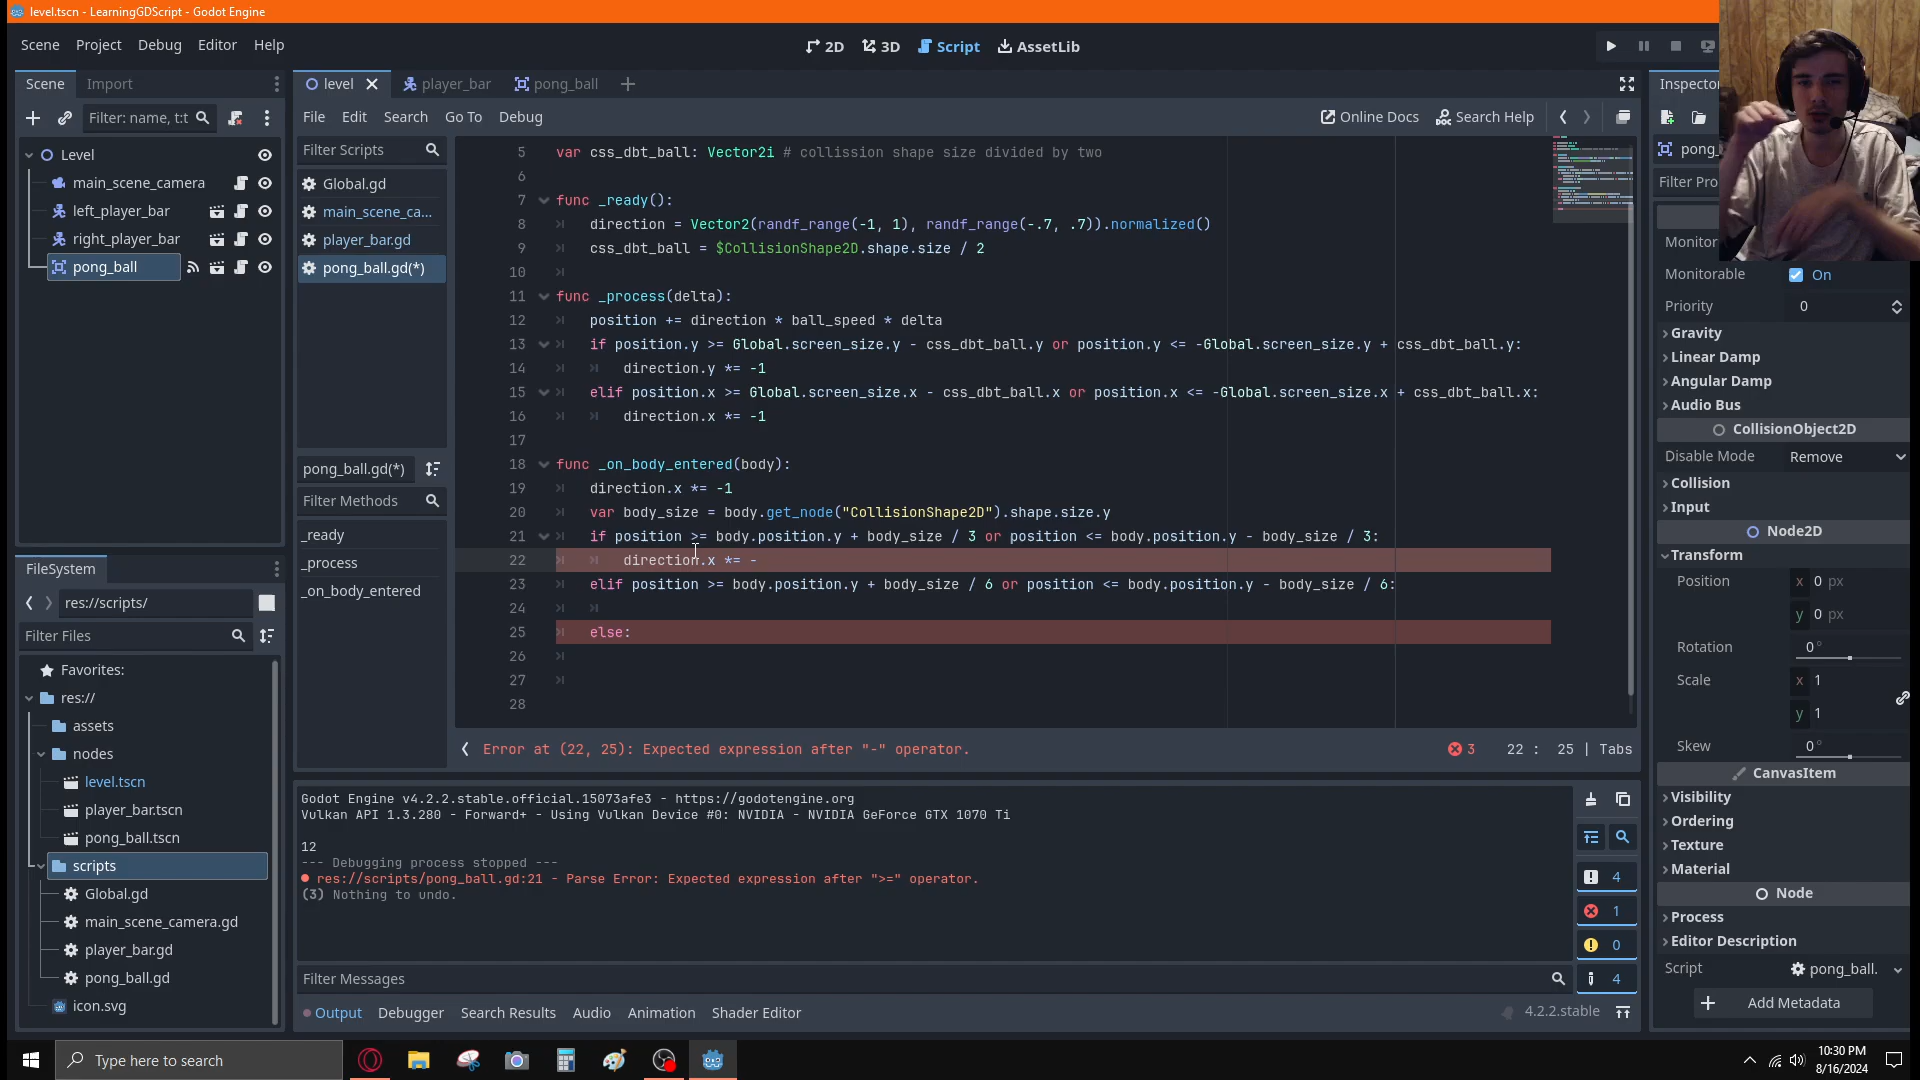 level.tscn - LearningGDScript - Godot Engine
Scene Project Debug Editor Help
2D 3D Script AssetLib
Scene Import
level player_bar pong_ball
Inspector
Filter: name, t:t
File Edit Search Go To Debug
Online Docs Search Help
Level
main_scene_camera
left_player_bar
right_player_bar
pong_ball
Filter Scripts
Global.gd
main_scene_ca...
player_bar.gd
pong_ball.gd(*)
pong_ball.gd(*)
Filter Methods
_ready
_process
_on_body_entered
5 var css_dbt_ball: Vector2i # collission shape size divided by two
6
7 func _ready():
8 direction = Vector2(randf_range(-1, 1), randf_range(-.7, .7)).normalized()
9 css_dbt_ball = $CollisionShape2D.shape.size / 2
10
11 func _process(delta):
12 position += direction * ball_speed * delta
13 if position.y >= Global.screen_size.y - css_dbt_ball.y or position.y <= -Global.screen_size.y + css_dbt_ball.y:
14 direction.y *= -1
15 elif position.x >= Global.screen_size.x - css_dbt_ball.x or position.x <= -Global.screen_size.x + css_dbt_ball.x:
16 direction.x *= -1
17
18 func _on_body_entered(body):
19 direction.x *= -1
20 var body_size = body.get_node("CollisionShape2D").shape.size.y
21 if position >= body.position.y + body_size / 3 or position <= body.position.y - body_size / 3:
22 direction.x *= -
23 elif position >= body.position.y + body_size / 6 or position <= body.position.y - body_size / 6:
24
25 else:
26
27
28
Error at (22, 25): Expected expression after "-" operator.
3 22 : 25 | Tabs
Godot Engine v4.2.2.stable.official.15073afe3 - https://godotengine.org
Vulkan API 1.3.280 - Forward+ - Using Vulkan Device #0: NVIDIA - NVIDIA GeForce GTX 1070 Ti
12
--- Debugging process stopped ---
res://scripts/pong_ball.gd:21 - Parse Error: Expected expression after ">=" operator.
(3) Nothing to undo.
4
1
0
4
Filter Messages
Output Debugger Search Results Audio Animation Shader Editor
4.2.2.stable
FileSystem
res://scripts/
Filter Files
Favorites:
res://
assets
nodes
level.tscn
player_bar.tscn
pong_ball.tscn
scripts
Global.gd
main_scene_camera.gd
player_bar.gd
pong_ball.gd
icon.svg
pong_
Filter Pro
Monitor
Monitorable On
Priority 0
Gravity
Linear Damp
Angular Damp
Audio Bus
CollisionObject2D
Disable Mode Remove
Collision
Input
Node2D
Transform
Position x 0 px
y 0 px
Rotation 0 °
Scale x 1
y 1
Skew 0 °
CanvasItem
Visibility
Ordering
Texture
Material
Node
Process
Editor Description
Script pong_ball.
Add Metadata
Type here to search
10:30 PM
8/16/2024